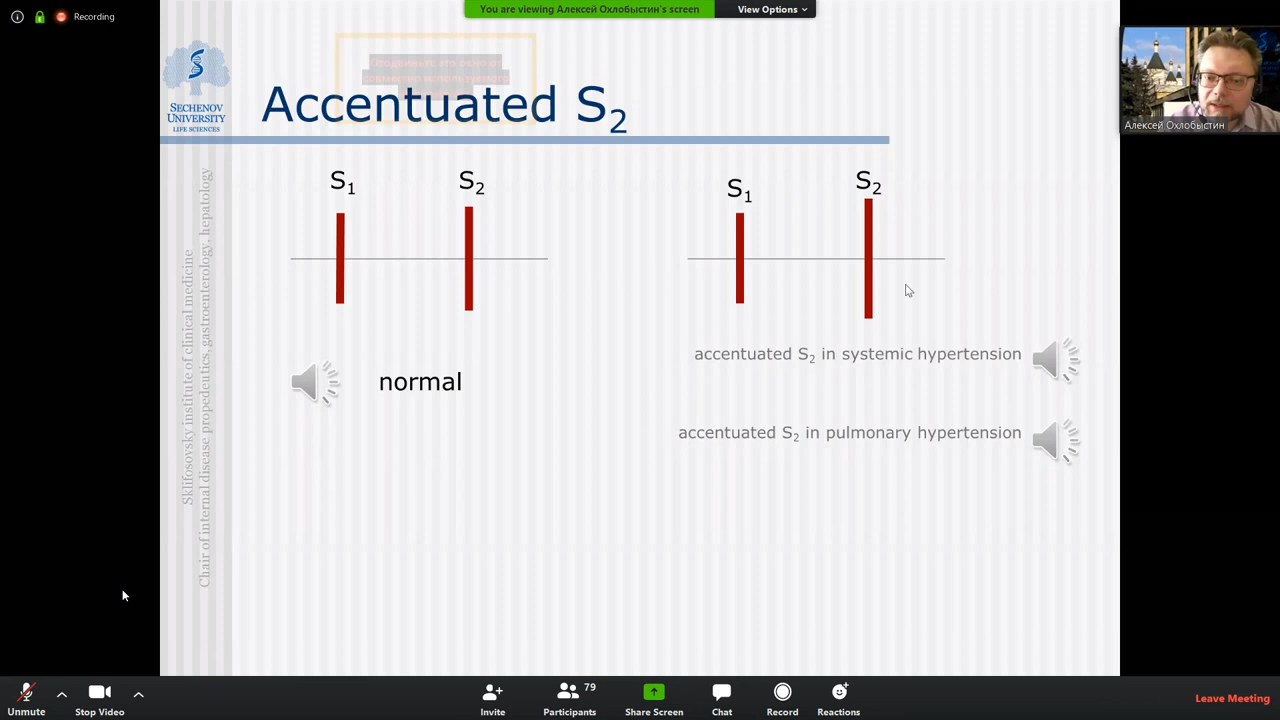 Recording
You are viewing Алексей Охлобыстин's screen
View Options
SECHENOV
UNIVERSITY
LIFE SCIENCES
Accentuated S₂
Sklifosovsky institute of clinical medicine
Chair of internal disease propedeutics, gastroenterology, hepatology
S₁
S₂
S₁
S₂
normal
accentuated S₂ in systemic hypertension
accentuated S₂ in pulmonary hypertension
Алексей Охлобыстин
Unmute
Stop Video
Invite
79
Participants
Share Screen
Chat
Record
Reactions
Leave Meeting